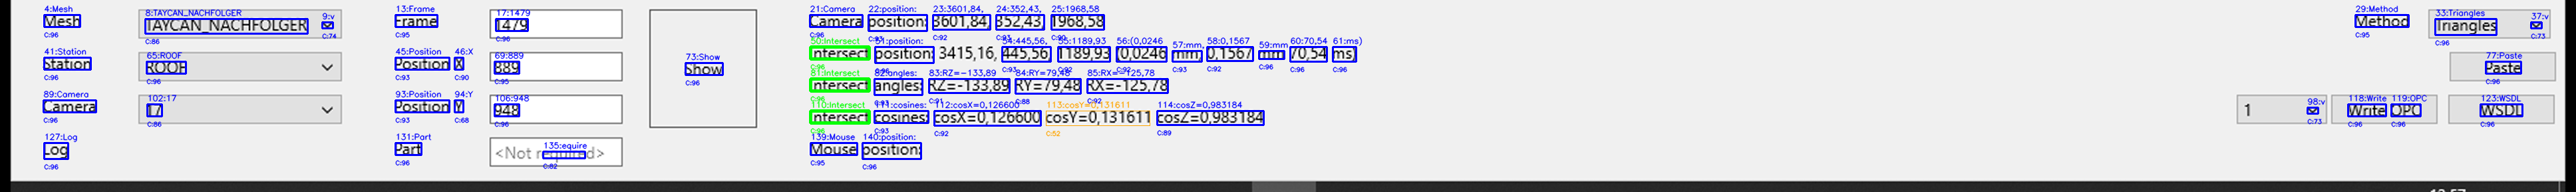 4:Mesh 8:TAYCAN_NACHFOLGER 9:v 13:Frame 17:1479 21:Camera 22:position: 23:3601,84, 24:352,43, 25:1968,58 29:Method 33:Triangles 37:v
Mesh TAYCAN_NACHFOLGER Frame 1479 Camera position: 3601,84, 352,43, 1968,58 Method Triangles
C:96 C:86 C:74 C:95 C:96 C:96 C:92 C:93 C:95 C:96 C:73
41:Station 65:ROOF 45:Position 46:X 69:889 73:Show 50:Intersect 51:position: 54:445,56, 55:1189,93 56:(0,0246 57:mm, 58:0,1567 59:mm 60:70,54 61:ms)
Station ROOF Position X 889 Show Intersect position: 3415,16, 445,56, 1189,93 (0,0246 mm, 0,1567 mm 70,54 ms)
C:96 C:96 C:93 C:90 C:95 C:96 C:96 C:93 C:92 C:93 C:92 C:96 C:96 C:96
81:Intersect 82:angles: 83:RZ=-133,89 84:RY=79,48 85:RX=-125,78 77:Paste
Intersect angles: RZ=-133,89 RY=79,48 RX=-125,78 Paste
C:96 C:88 C:92 C:96
89:Camera 102:17 93:Position 94:Y 106:948 110:Intersect 111:cosines: 112:cosX=0,126600 113:cosY=0,131611 114:cosZ=0,983184 98:v 118:Write 119:OPC 123:WSDL
Camera 17 Position Y 948 Intersect cosines: cosX=0,126600 cosY=0,131611 cosZ=0,983184 1 Write OPC WSDL
C:96 C:86 C:93 C:68 C:96 C:96 C:93 C:92 C:52 C:89 C:73 C:96 C:96 C:96
127:Log 131:Part 135:equire 139:Mouse 140:position:
Log Part <Not required> Mouse position:
C:96 C:96 C:82 C:95 C:96